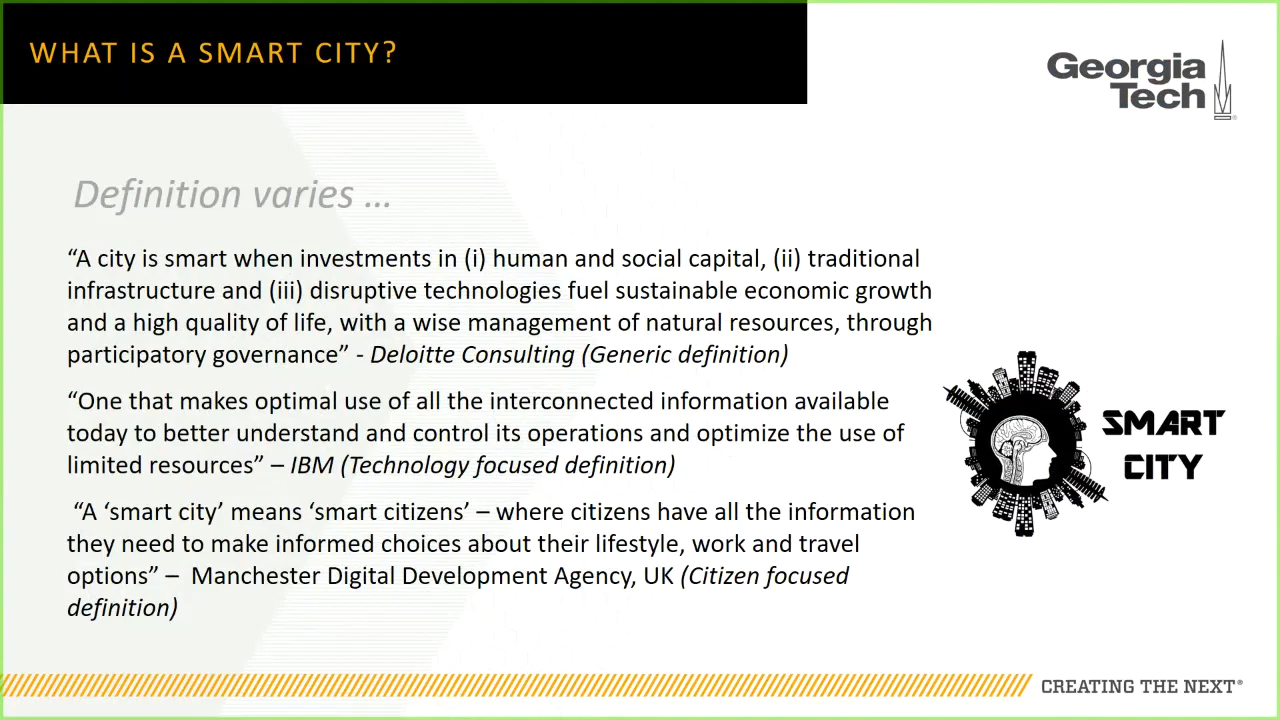 WHAT IS A SMART CITY?
Georgia
Tech
Definition varies ...
“A city is smart when investments in (i) human and social capital, (ii) traditional
infrastructure and (iii) disruptive technologies fuel sustainable economic growth
and a high quality of life, with a wise management of natural resources, through
participatory governance” - Deloitte Consulting (Generic definition)
“One that makes optimal use of all the interconnected information available
today to better understand and control its operations and optimize the use of
limited resources” – IBM (Technology focused definition)
“A ‘smart city’ means ‘smart citizens’ – where citizens have all the information
they need to make informed choices about their lifestyle, work and travel
options” – Manchester Digital Development Agency, UK (Citizen focused
definition)
SMART
CITY
CREATING THE NEXT®